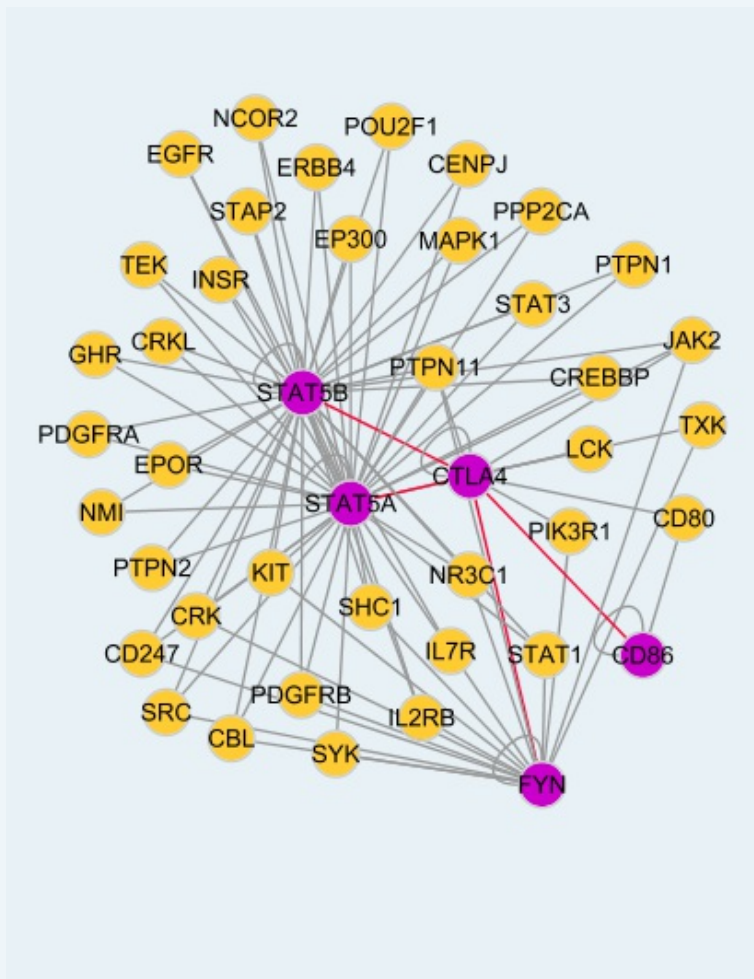 NCOR2
POU2F1
EGFR
ERBB4
CENPJ
STAP2
PPP2CA
EP300
MAPK1
TEK
INSR
PTPN1
STAT3
GHR
CRKL
JAK2
PTPN11
CREBBP
STAT5B
PDGFRA
TXK
EPOR
LCK
CTLA4
STAT5A
NMI
CD80
PIK3R1
PTPN2
KIT
NR3C1
SHC1
CRK
CD247
IL7R
STAT1
CD86
PDGFRB
SRC
IL2RB
CBL
SYK
FYN